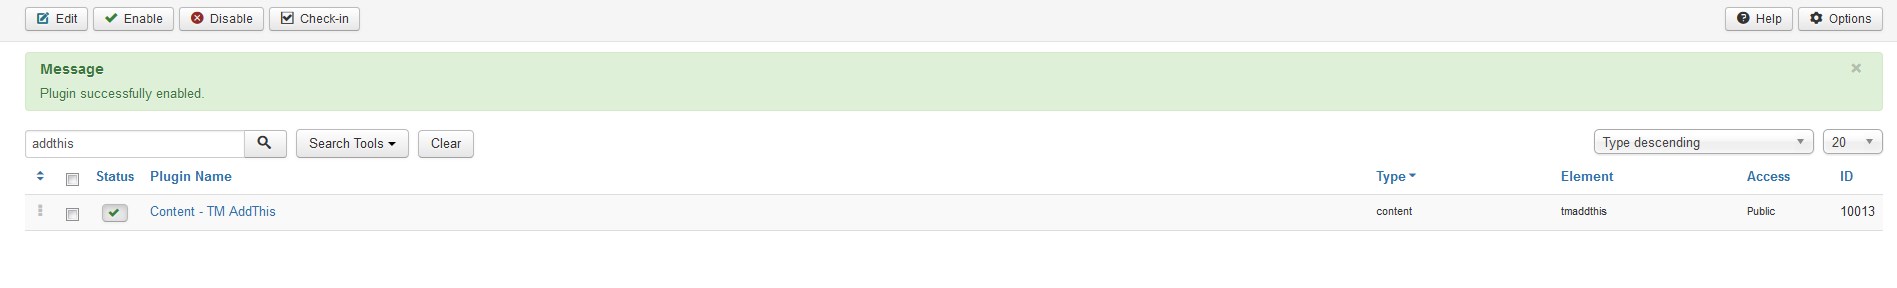 Edit Enable Disable Check-in Help Options
Message
×
Plugin successfully enabled.
addthis Search Tools Clear Type descending 20
Status Plugin Name Type Element Access ID
Content - TM AddThis content tmaddthis Public 10013